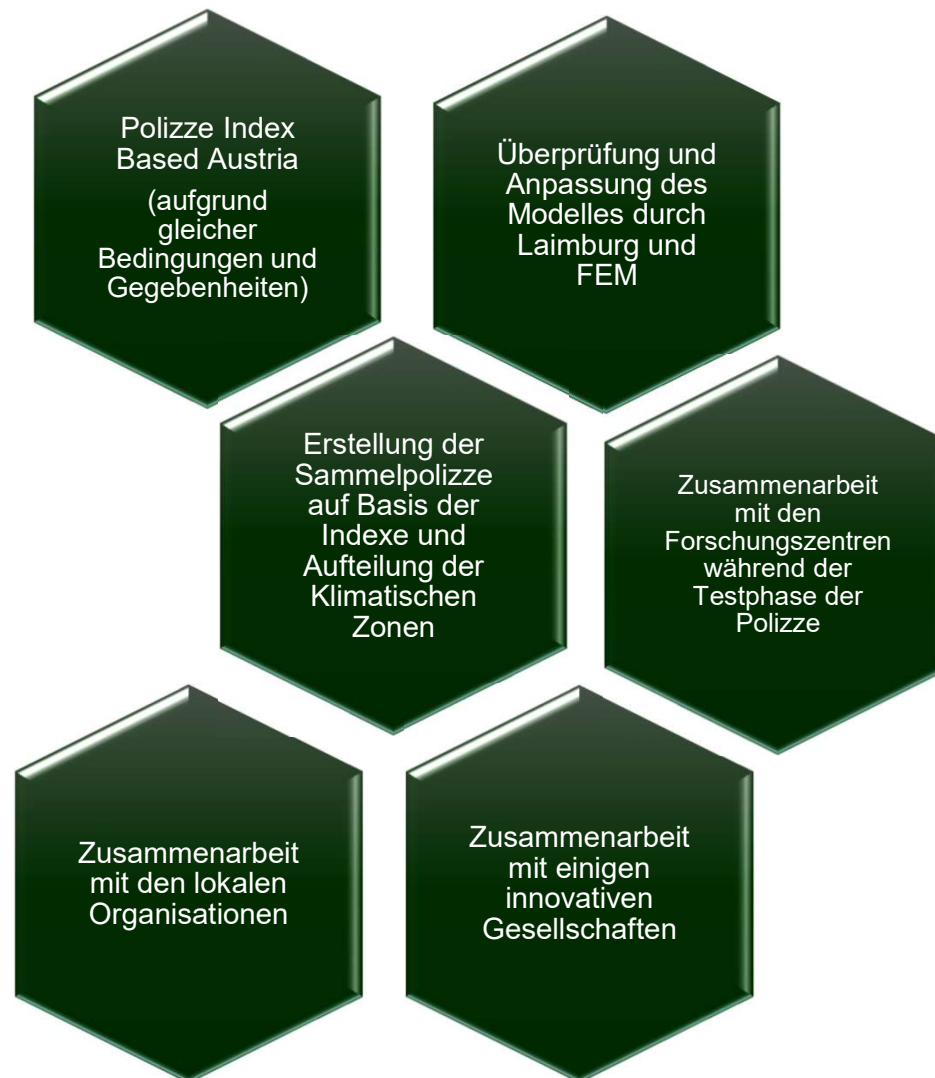 Polizze Index
Based Austria
(aufgrund
gleicher
Bedingungen und
Gegebenheiten)
Überprüfung und
Anpassung des
Modelles durch
Laimburg und
FEM
Erstellung der
Sammelpolizze
auf Basis der
Indexe und
Aufteilung der
Klimatischen
Zonen
Zusammenarbeit
mit den
Forschungszentren
während der
Testphase der
Polizze
Zusammenarbeit
mit den lokalen
Organisationen
Zusammenarbeit
mit einigen
innovativen
Gesellschaften